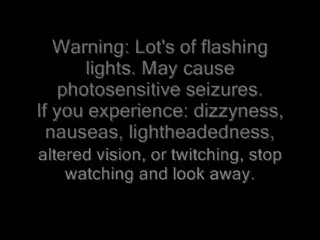 Warning: Lot's of flashing
lights. May cause
photosensitive seizures.
If you experience: dizzyness,
nauseas, lightheadedness,
altered vision, or twitching, stop
watching and look away.